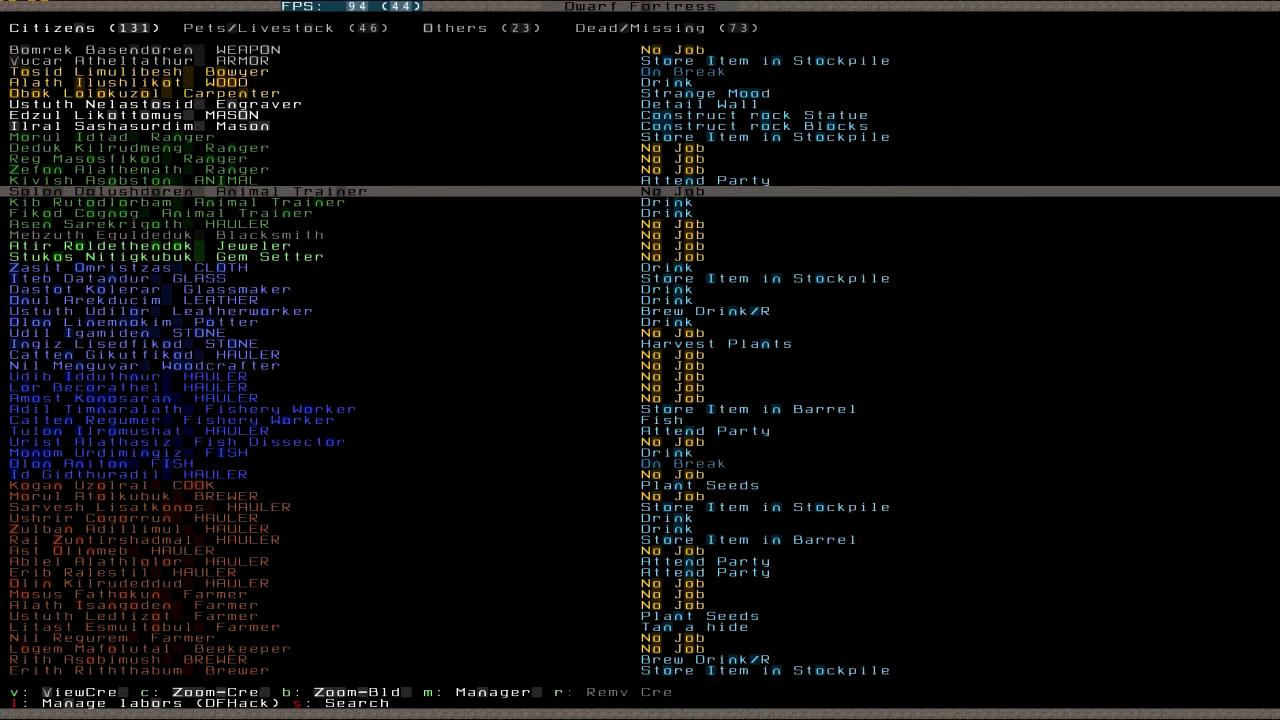 FPS: 94 (44) Dwarf Fortress
Citizens (131) Pets/Livestock (46) Others (23) Dead/Missing (73)
Bomrek Basendoren, WEAPON No Job
Vucar Atheltathur, ARMOR Store Item in Stockpile
Tosid Limulibesh, Bowyer On Break
Alath Ilushlikot, WOOD Drink
Obok Lolokuzol, Carpenter Strange Mood
Ustuth Nelastosid, Engraver Detail Wall
Edzul Likottomus, MASON Construct rock Statue
Ilral Sashasurdim, Mason Construct rock Blocks
Morul Idtad, Ranger Store Item in Stockpile
Deduk Kilrudmeng, Ranger No Job
Reg Masosfikod, Ranger No Job
Zefon Alathemath, Ranger No Job
Kivish Asobston, ANIMAL Attend Party
Solon Dolushdoren, Animal Trainer No Job
Kib Rutodlorbam, Animal Trainer Drink
Fikod Cognog, Animal Trainer Drink
Asen Sarekrigoth, HAULER No Job
Mebzuth Eguldeduk, Blacksmith No Job
Atir Roldethendok, Jeweler No Job
Stukos Nitigkubuk, Gem Setter No Job
Zasit Omristzas, CLOTH Drink
Iteb Datandur, GLASS Store Item in Stockpile
Dastot Kolerar, Glassmaker Drink
Onul Arekducim, LEATHER Drink
Ustuth Udilor, Leatherworker Brew Drink/R
Olon Linemnokim, Potter Drink
Udil Igamiden, STONE No Job
Ingiz Lisedfikod, STONE Harvest Plants
Catten Gikutfikod, HAULER No Job
Nil Menguvar, Woodcrafter No Job
Udib Idduthnur, HAULER No Job
Lor Becorathel, HAULER No Job
Amost Konosaran, HAULER No Job
Adil Timnaralath, Fishery Worker Store Item in Barrel
Catten Regumer, Fishery Worker Fish
Tulon Ilromushat, HAULER Attend Party
Urist Alathasiz, Fish Dissector No Job
Monom Urdimingiz, FISH Drink
Olon Aniton, FISH On Break
Id Gidthuradil, HAULER No Job
Kogan Uzolral, COOK Plant Seeds
Morul Atolkubuk, BREWER No Job
Sarvesh Lisatkonos, HAULER Store Item in Stockpile
Ushrir Cogorrun, HAULER Drink
Zulban Adillimul, HAULER Drink
Ral Zuntirshadmal, HAULER Store Item in Barrel
Ast Olinmeb, HAULER No Job
Ablel Alathlolor, HAULER Attend Party
Erib Ralestil, HAULER Attend Party
Olin Kilrudeddud, HAULER No Job
Mosus Fathokun, Farmer No Job
Alath Isangoden, Farmer No Job
Ustuth Ledtizot, Farmer Plant Seeds
Litast Esmultobul, Farmer Tan a hide
Nil Regurem, Farmer No Job
Logem Mafolutal, Beekeeper No Job
Rith Asobimush, BREWER Brew Drink/R
Erith Riththabum, Brewer Store Item in Stockpile
v: ViewCre c: Zoom-Cre b: Zoom-Bld m: Manager r: Remv Cre
l: Manage labors (DFHack) s: Search